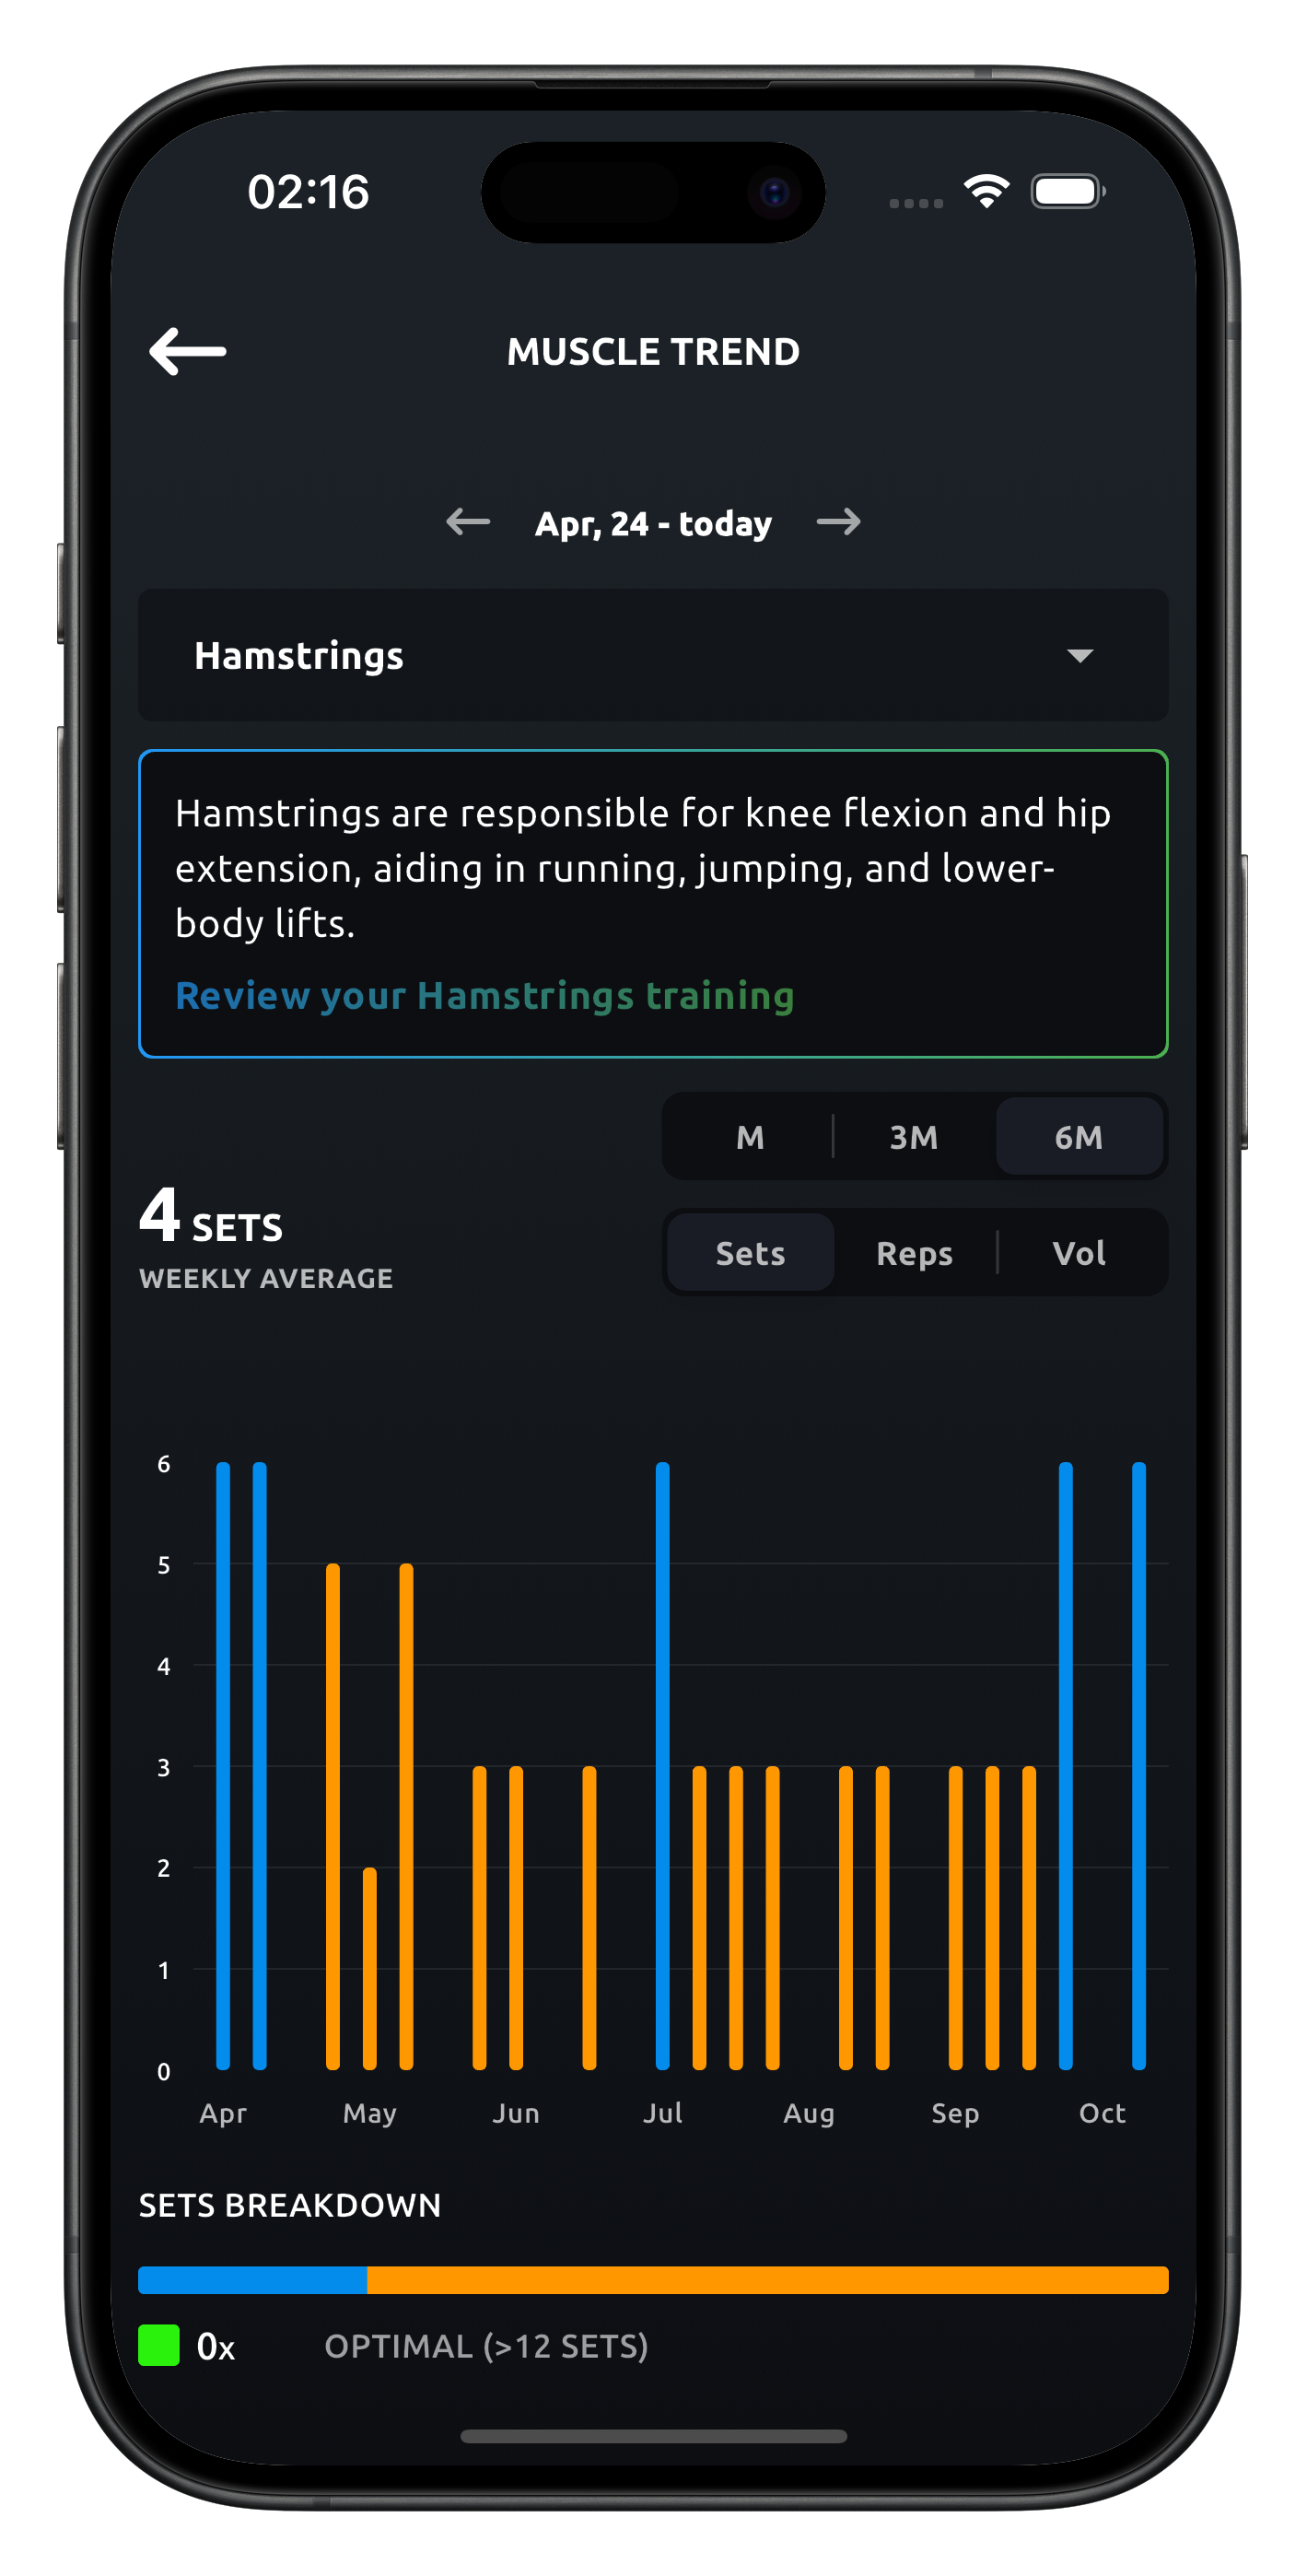 02:16
MUSCLE TREND
Apr, 24 - today
Hamstrings
Hamstrings are responsible for knee flexion and hip
extension, aiding in running, jumping, and lower-
body lifts.
Review your Hamstrings training
M 3M 6M
4 SETS
WEEKLY AVERAGE
Sets Reps Vol
6
5
4
3
2
1
0
Apr May Jun Jul Aug Sep Oct
SETS BREAKDOWN
0x OPTIMAL (>12 SETS)